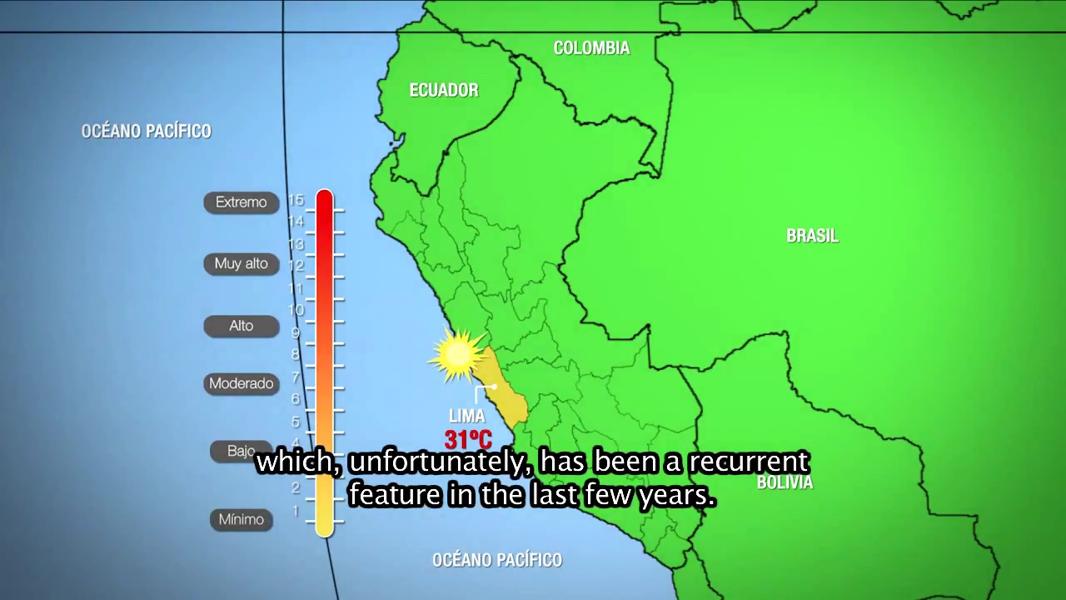 COLOMBIA
ECUADOR
OCÉANO PACÍFICO
Extremo
15
14
BRASIL
13
Muy alto
12
11
10
Alto
9
8
7
Moderado
6
LIMA
5
31ºC
4
Bajo
which, unfortunately, has been a recurrent
feature in the last few years.
BOLIVIA
2
1
Mínimo
OCÉANO PACÍFICO